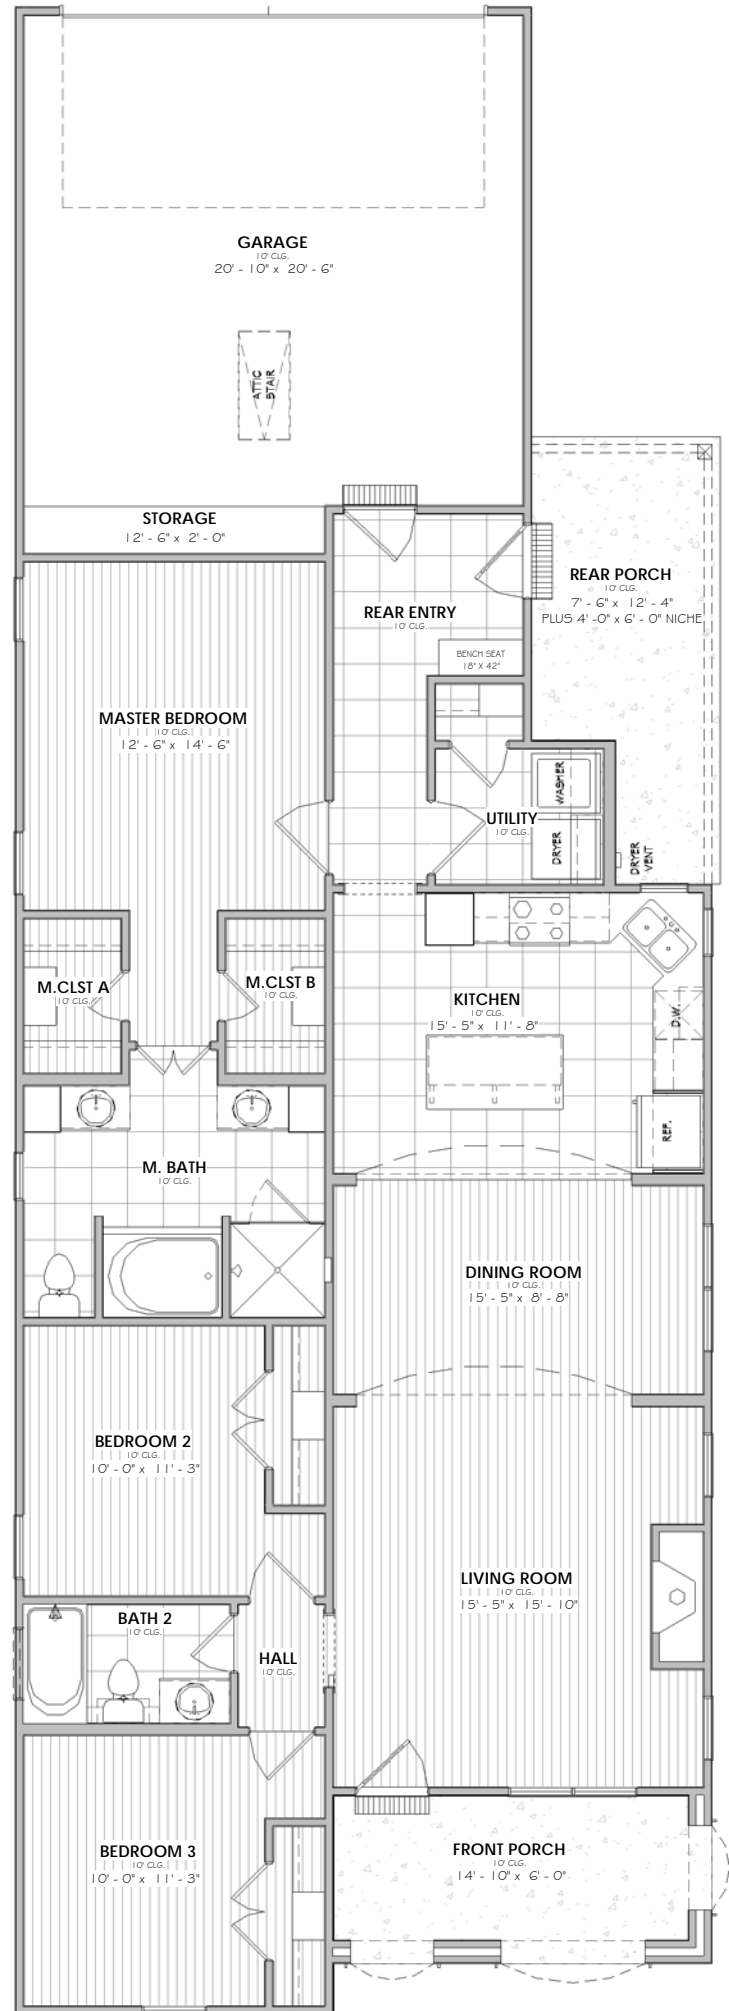 GARAGE
10' CLG.
20' - 10" x 20' - 6"
ATTIC
STAIR
STORAGE
12' - 6" x 2' - 0"
REAR PORCH
10' CLG.
7' - 6" x 12' - 4"
PLUS 4' -0" x 6' - 0" NICHE
REAR ENTRY
10' CLG.
BENCH SEAT
18" X 42"
MASTER BEDROOM
10' CLG.
12' - 6" x 14' - 6"
WASHER
UTILITY
10' CLG.
DRYER
DRYER
VENT
M.CLST A
10' CLG.
M.CLST B
10' CLG.
KITCHEN
10' CLG.
15' - 5" x 11' - 8"
D.W.
REF.
M. BATH
10' CLG.
DINING ROOM
10' CLG.
15' - 5" x 8' - 8"
BEDROOM 2
10' CLG.
10' - 0" x 11' - 3"
LIVING ROOM
10' CLG.
15' - 5" x 15' - 10"
BATH 2
10' CLG.
HALL
10' CLG.
BEDROOM 3
10' CLG.
10' - 0" x 11' - 3"
FRONT PORCH
10' CLG.
14' - 10" x 6' - 0"